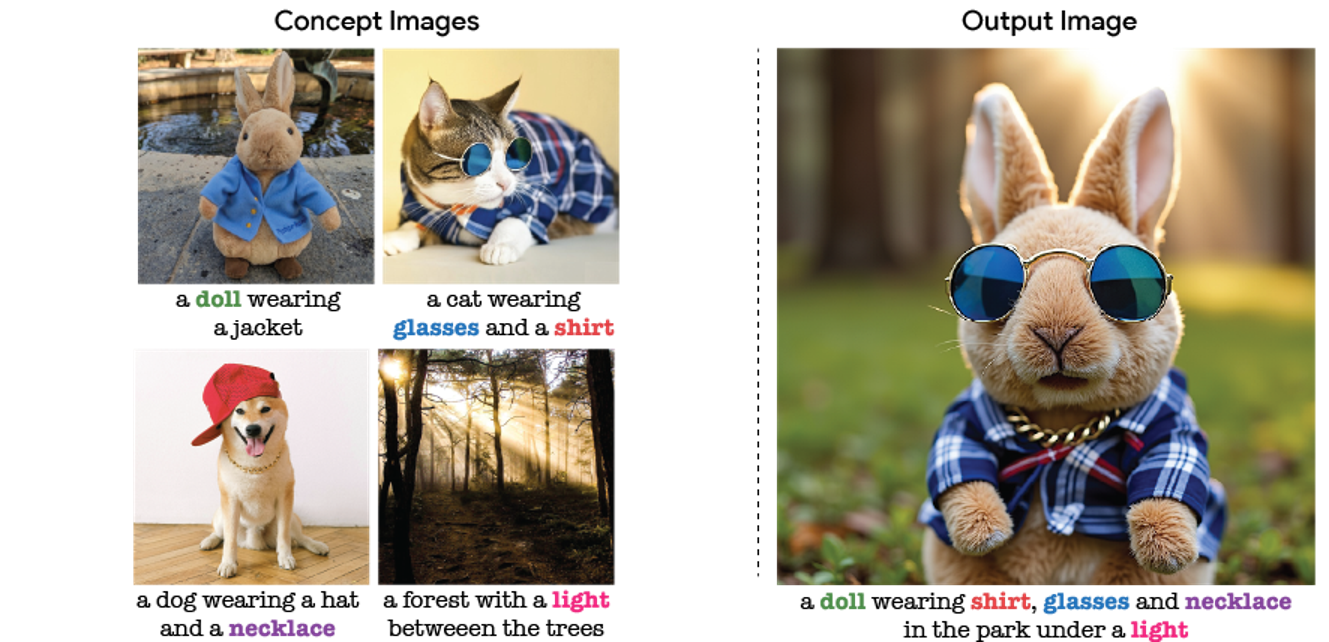 Concept Images
Output Image
a doll wearing
a jacket
a cat wearing
glasses and a shirt
a dog wearing a hat
and a necklace
a forest with a light
betweeen the trees
a doll wearing shirt, glasses and necklace
in the park under a light